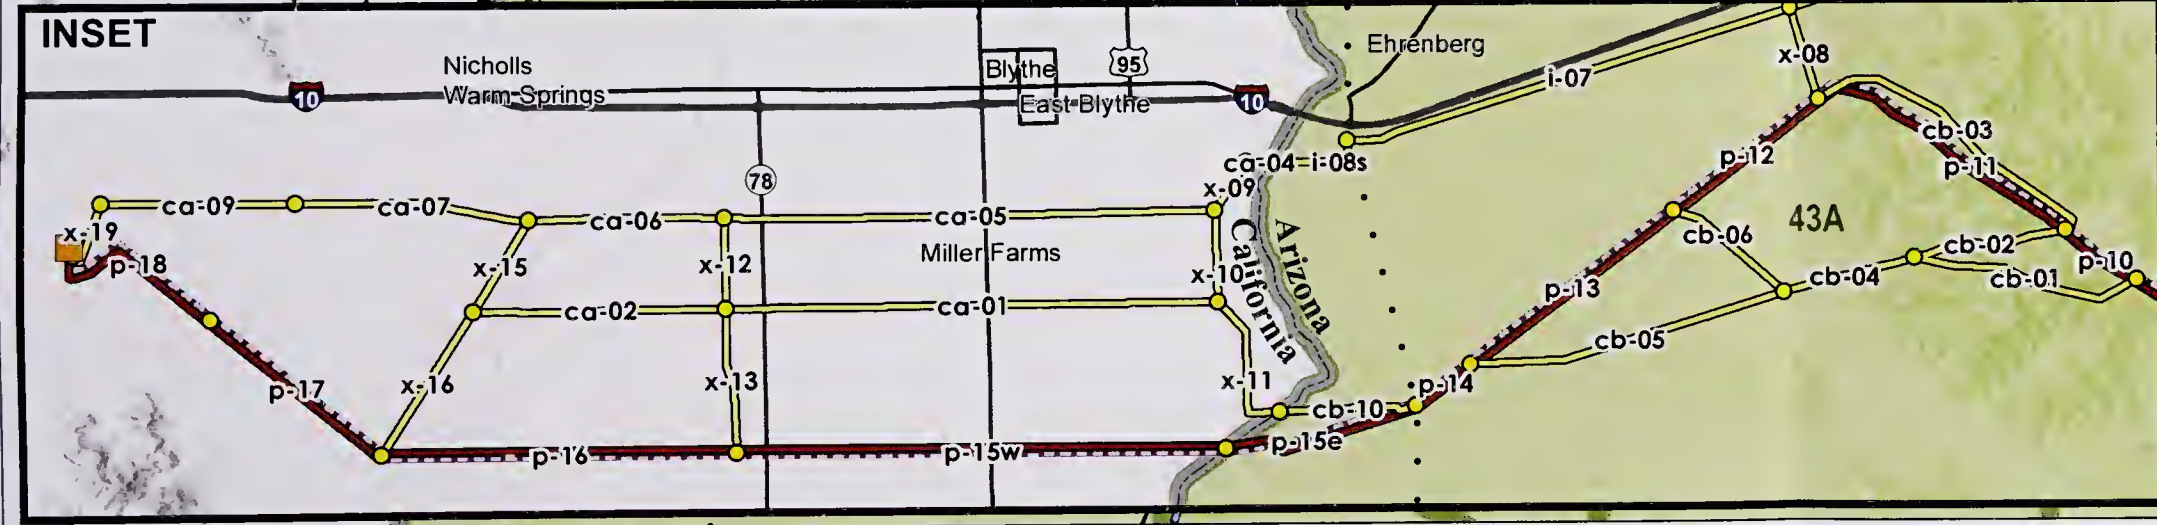 INSET
Nicholls
Warm Springs
10
Blythe
95
East Blythe
10
Ehrenberg
i-07
x-08
cb-03
p-12
p-11
78
ca-04
i-08s
x-09
ca-09
ca-07
ca-06
ca-05
x-19
p-18
x-15
x-12
Miller Farms
x-10
California
Arizona
cb-06
43A
cb-02
p-10
cb-04
cb-01
p-13
ca-02
ca-01
cb-05
p-17
x-16
x-13
x-11
cb-10
p-14
p-16
p-15w
p-15e